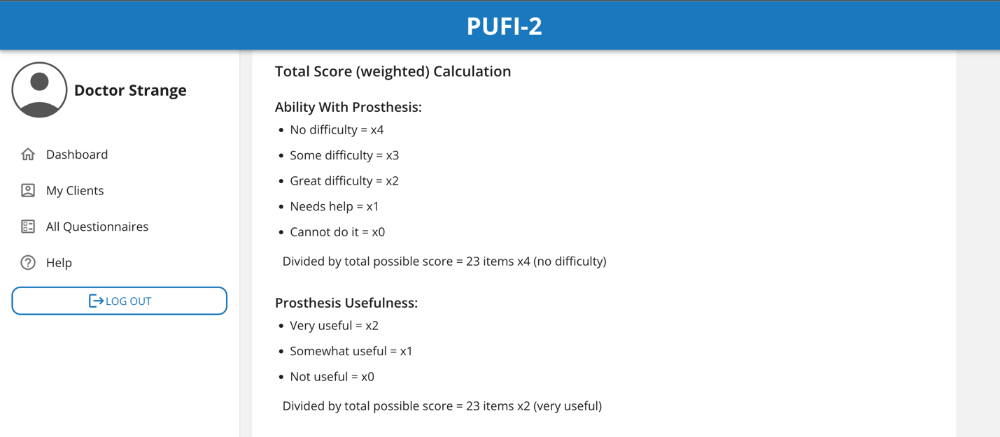 PUFI-2
Doctor Strange
Dashboard
My Clients
All Questionnaires
Help
LOG OUT
Total Score (weighted) Calculation
Ability With Prosthesis:
• No difficulty = x4
• Some difficulty = x3
• Great difficulty = x2
• Needs help = x1
• Cannot do it = x0
Divided by total possible score = 23 items x4 (no difficulty)
Prosthesis Usefulness:
• Very useful = x2
• Somewhat useful = x1
• Not useful = x0
Divided by total possible score = 23 items x2 (very useful)